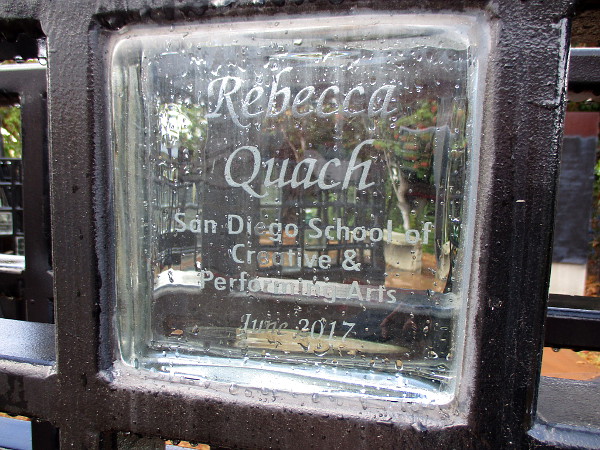 Rebecca
Quach
San Diego School of
Creative &
Performing Arts
June 2017